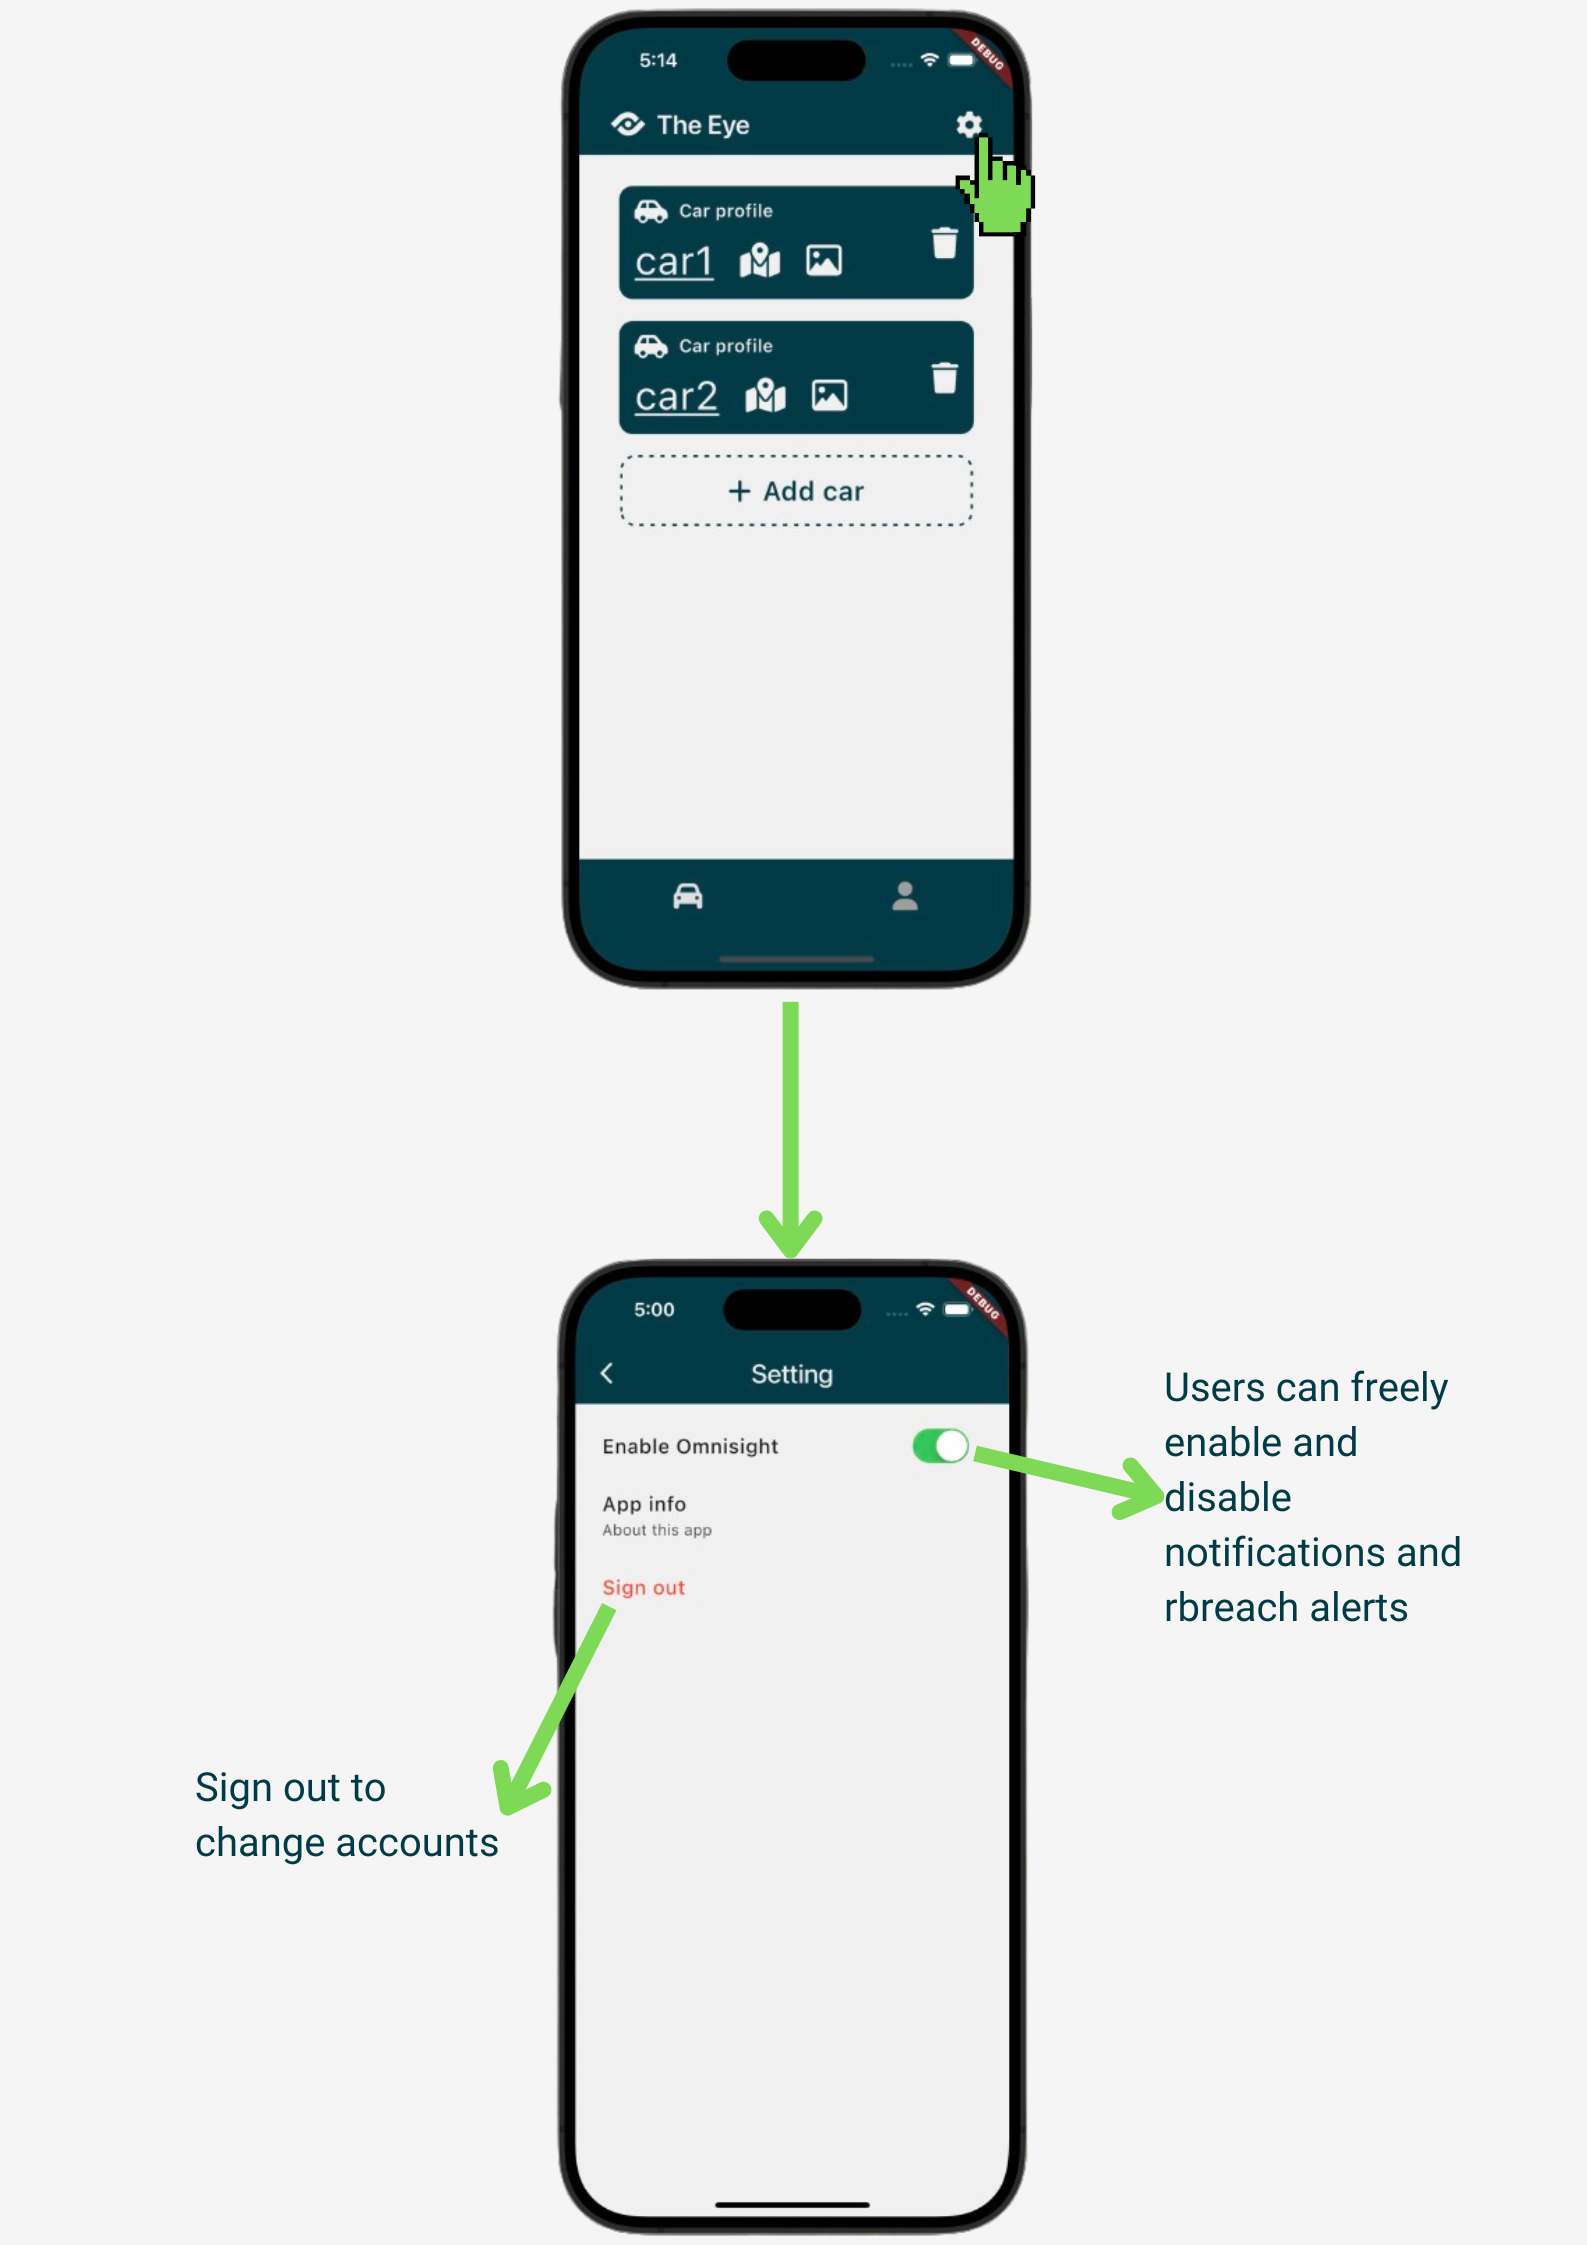 5:14
DEBUG
The Eye
Car profile
car1
Car profile
car2
+ Add car
5:00
DEBUG
Setting
Enable Omnisight
App info
About this app
Sign out
Users can freely
enable and
disable
notifications and
rbreach alerts
Sign out to
change accounts